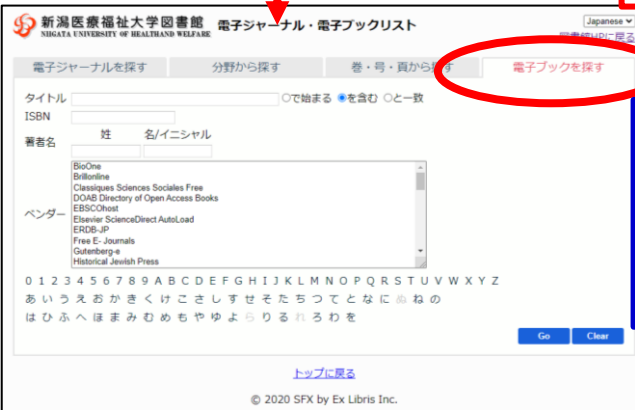 新潟医療福祉大学図書館 電子ジャーナル・電子ブックリスト
NIIGATA UNIVERSITY OF HEALTH AND WELFARE
Japanese
図書館HPに戻る
電子ジャーナルを探す 分野から探す 巻・号・頁から探す 電子ブックを探す
タイトル ○で始まる ◉を含む ○と一致
ISBN
著者名 姓 名/イニシャル
ベンダー
BioOne
Brillonline
Classiques Sciences Sociales Free
DOAB Directory of Open Access Books
EBSCOhost
Elsevier ScienceDirect AutoLoad
ERDB-JP
Free E- Journals
Gutenberg-e
Historical Jewish Press
0 1 2 3 4 5 6 7 8 9 A B C D E F G H I J K L M N O P Q R S T U V W X Y Z
あ い う え お か き く け こ さ し す せ そ た ち つ て と な に ぬ ね の
は ひ ふ へ ほ ま み む め も や ゆ よ ら り る れ ろ わ を
Go Clear
トップに戻る
© 2020 SFX by Ex Libris Inc.